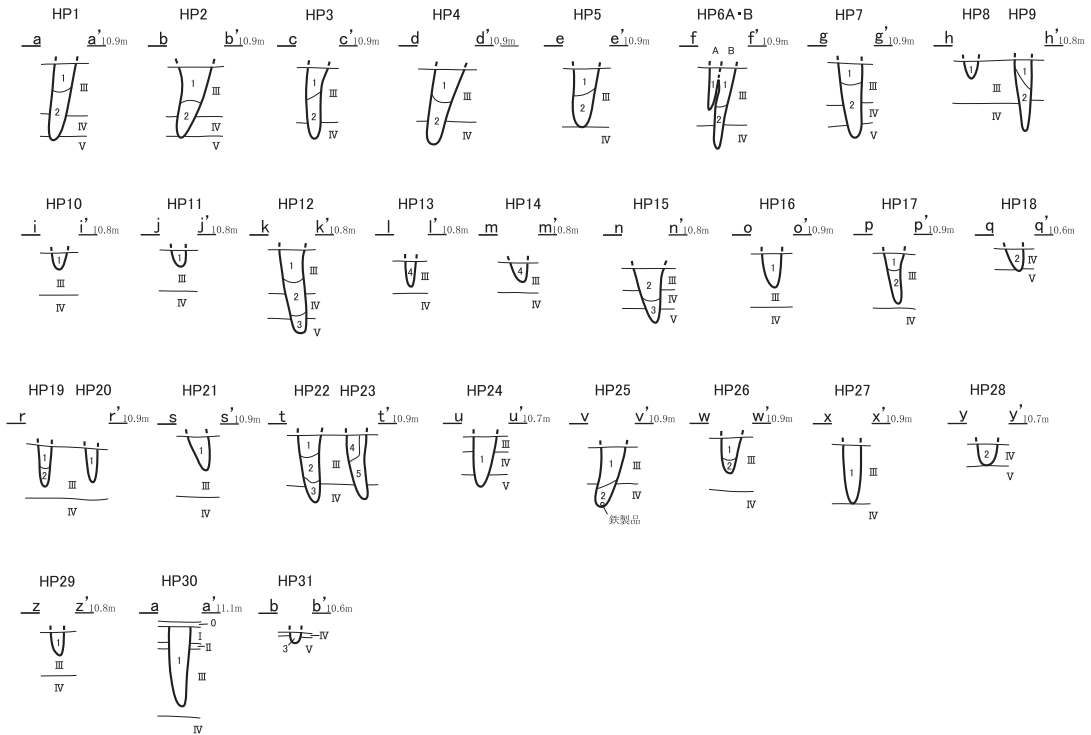 HP1 HP2 HP3 HP4 HP5 HP6A・B HP7 HP8 HP9
a a'10.9m b b'10.9m c c'10.9m d d'10.9m e e'10.9m f A B f'10.9m g g'10.9m h h'10.8m
1 2 Ⅲ Ⅳ Ⅴ
1 2 Ⅲ Ⅳ Ⅴ
1 2 Ⅲ Ⅳ
1 2 Ⅲ Ⅳ
1 2 Ⅲ Ⅳ
1 1 2 Ⅲ Ⅳ
1 2 Ⅲ Ⅳ Ⅴ
1 Ⅲ Ⅳ 1 2
HP10 HP11 HP12 HP13 HP14 HP15 HP16 HP17 HP18
i i'10.8m j j'10.8m k k'10.8m l l'10.8m m m'10.8m n n'10.8m o o'10.9m p p'10.9m q q'10.6m
1 Ⅲ Ⅳ
1 Ⅲ Ⅳ
1 2 3 Ⅲ Ⅳ Ⅴ
4 Ⅲ Ⅳ
4 Ⅲ Ⅳ
1 2 3 Ⅲ Ⅳ Ⅴ
1 Ⅲ Ⅳ
1 2 Ⅲ Ⅳ
2 Ⅳ Ⅴ
HP19 HP20 HP21 HP22 HP23 HP24 HP25 HP26 HP27 HP28
r r'10.9m s s'10.9m t t'10.9m u u'10.7m v v'10.9m w w'10.9m x x'10.9m y y'10.7m
1 2 Ⅲ Ⅳ 1
1 Ⅲ Ⅳ
1 2 3 Ⅲ Ⅳ 4 5
1 Ⅲ Ⅳ Ⅴ
1 2 Ⅲ Ⅳ
鉄製品
1 2 Ⅲ Ⅳ
1 Ⅲ Ⅳ
2 Ⅳ Ⅴ
HP29 HP30 HP31
z z'10.8m a a'11.1m b b'10.6m
1 Ⅲ Ⅳ
0 Ⅰ Ⅱ 1 Ⅲ Ⅳ
3 Ⅳ Ⅴ